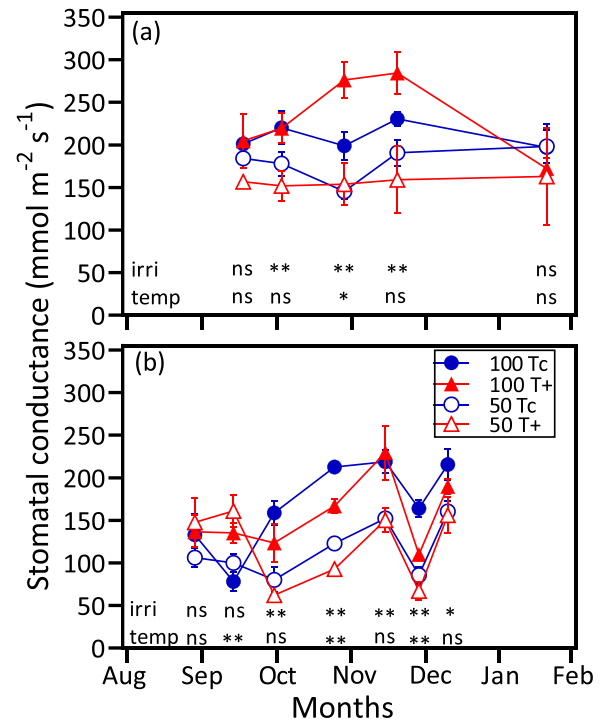 Stomatal conductance (mmol m⁻² s⁻¹)
(a)
350
300
250
200
150
100
50
0
irri ns ** ** ** ns
temp ns ns * ns ns
(b)
100 Tc
100 T+
50 Tc
50 T+
350
300
250
200
150
100
50
0
irri ns ns ** ** ** ** *
temp ns ** ns ** ns ** ns
Aug Sep Oct Nov Dec Jan Feb
Months